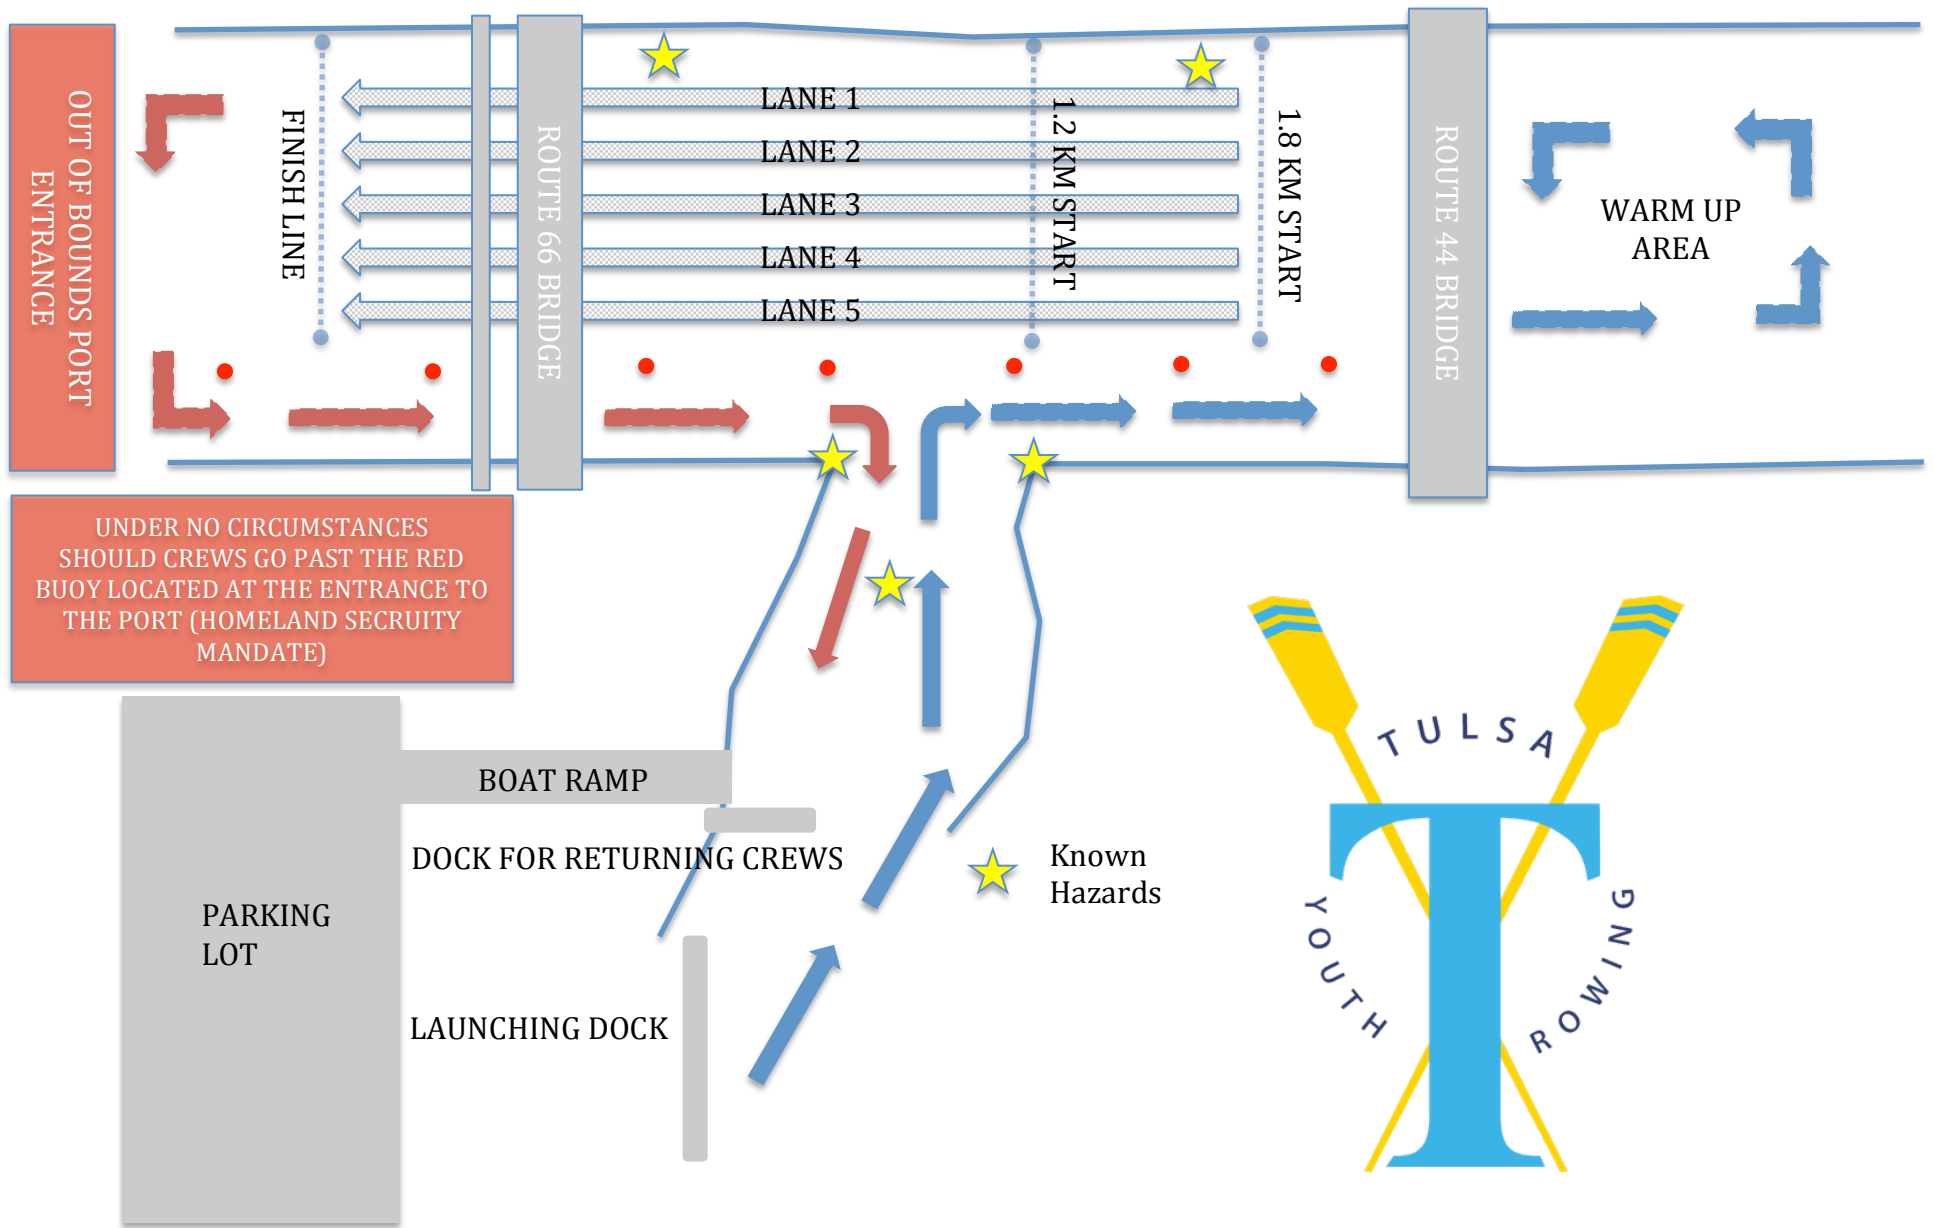 OUT OF BOUNDS PORT
ENTRANCE
FINISH LINE
ROUTE 66 BRIDGE
LANE 1
LANE 2
LANE 3
LANE 4
LANE 5
1.2 KM START
1.8 KM START
ROUTE 44 BRIDGE
WARM UP
AREA
UNDER NO CIRCUMSTANCES
SHOULD CREWS GO PAST THE RED
BUOY LOCATED AT THE ENTRANCE TO
THE PORT (HOMELAND SECRUITY
MANDATE)
BOAT RAMP
DOCK FOR RETURNING CREWS
PARKING
LOT
LAUNCHING DOCK
Known
Hazards
TULSA
YOUTH
ROWING
T